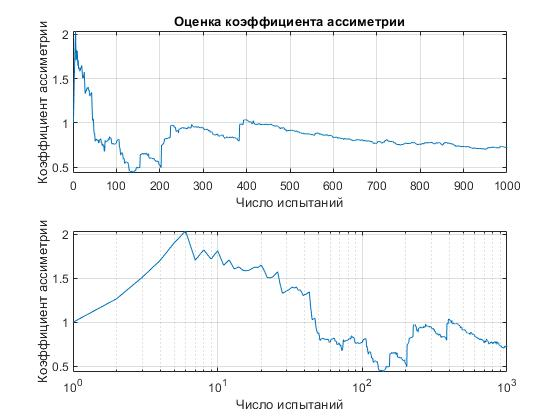 Оценка коэффициента ассиметрии
Коэффициент ассиметрии
2
1.5
1
0.5
0 100 200 300 400 500 600 700 800 900 1000
Число испытаний
Коэффициент ассиметрии
2
1.5
1
0.5
10^0 10^1 10^2 10^3
Число испытаний